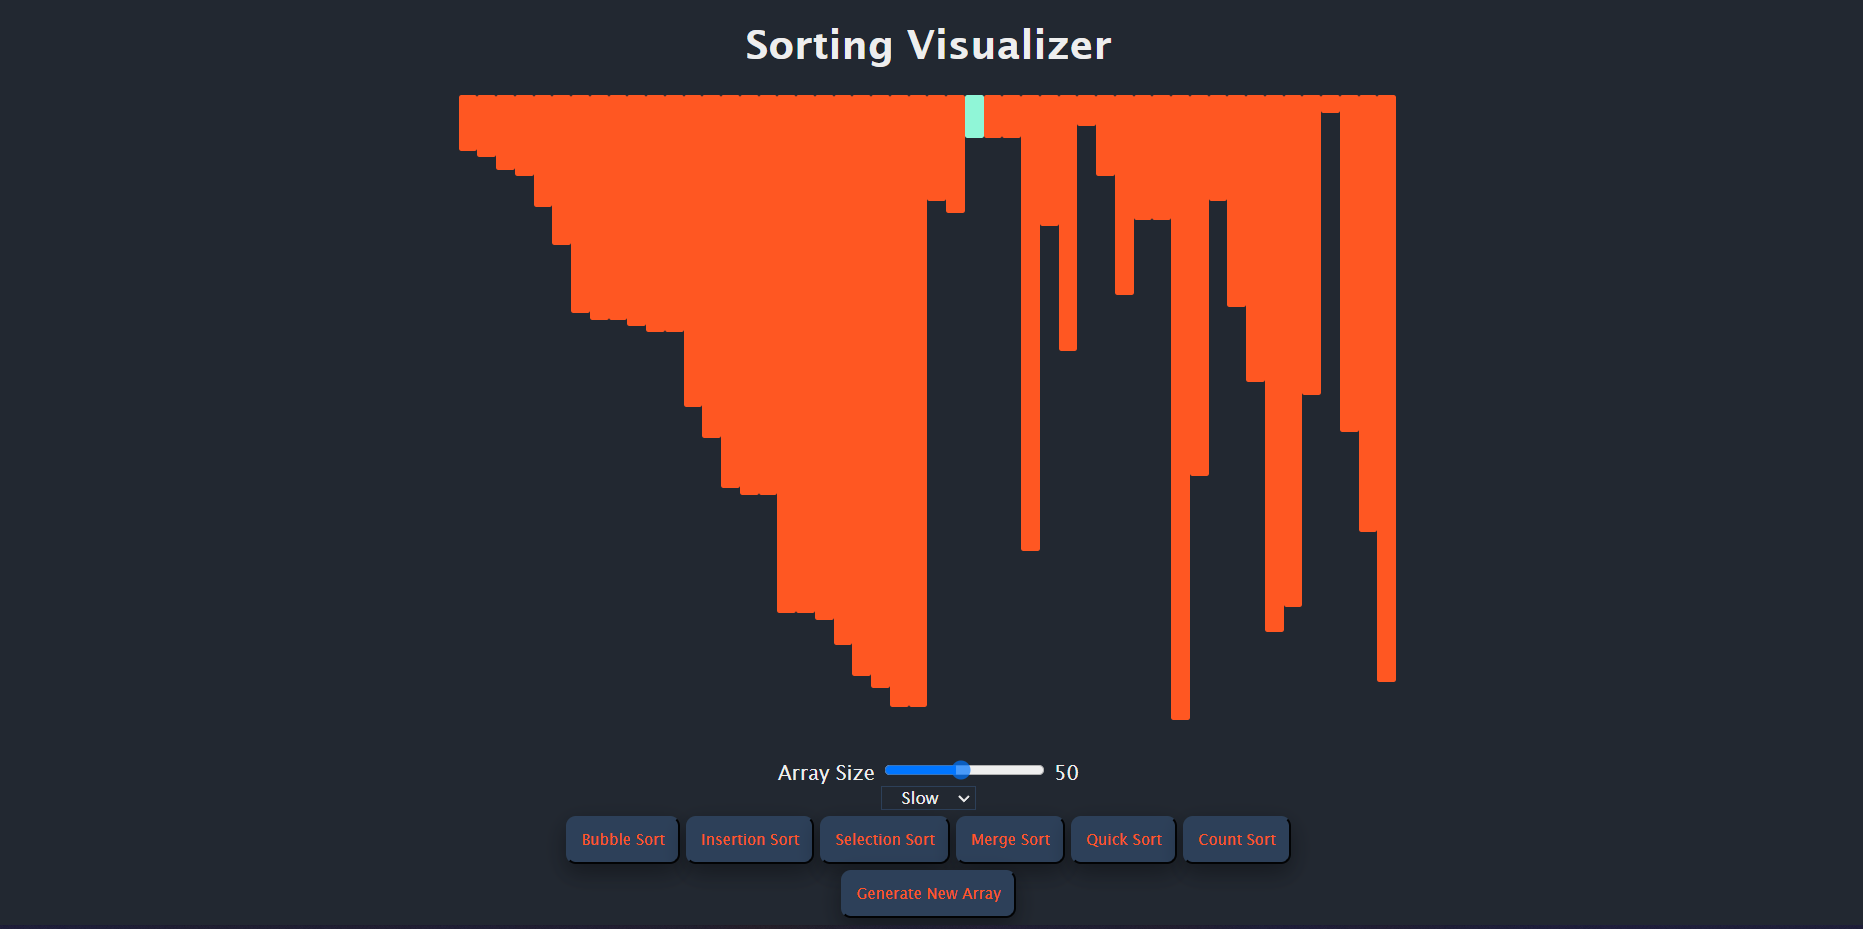 Sorting Visualizer
Array Size 50
Slow
Bubble Sort Insertion Sort Selection Sort Merge Sort Quick Sort Count Sort
Generate New Array